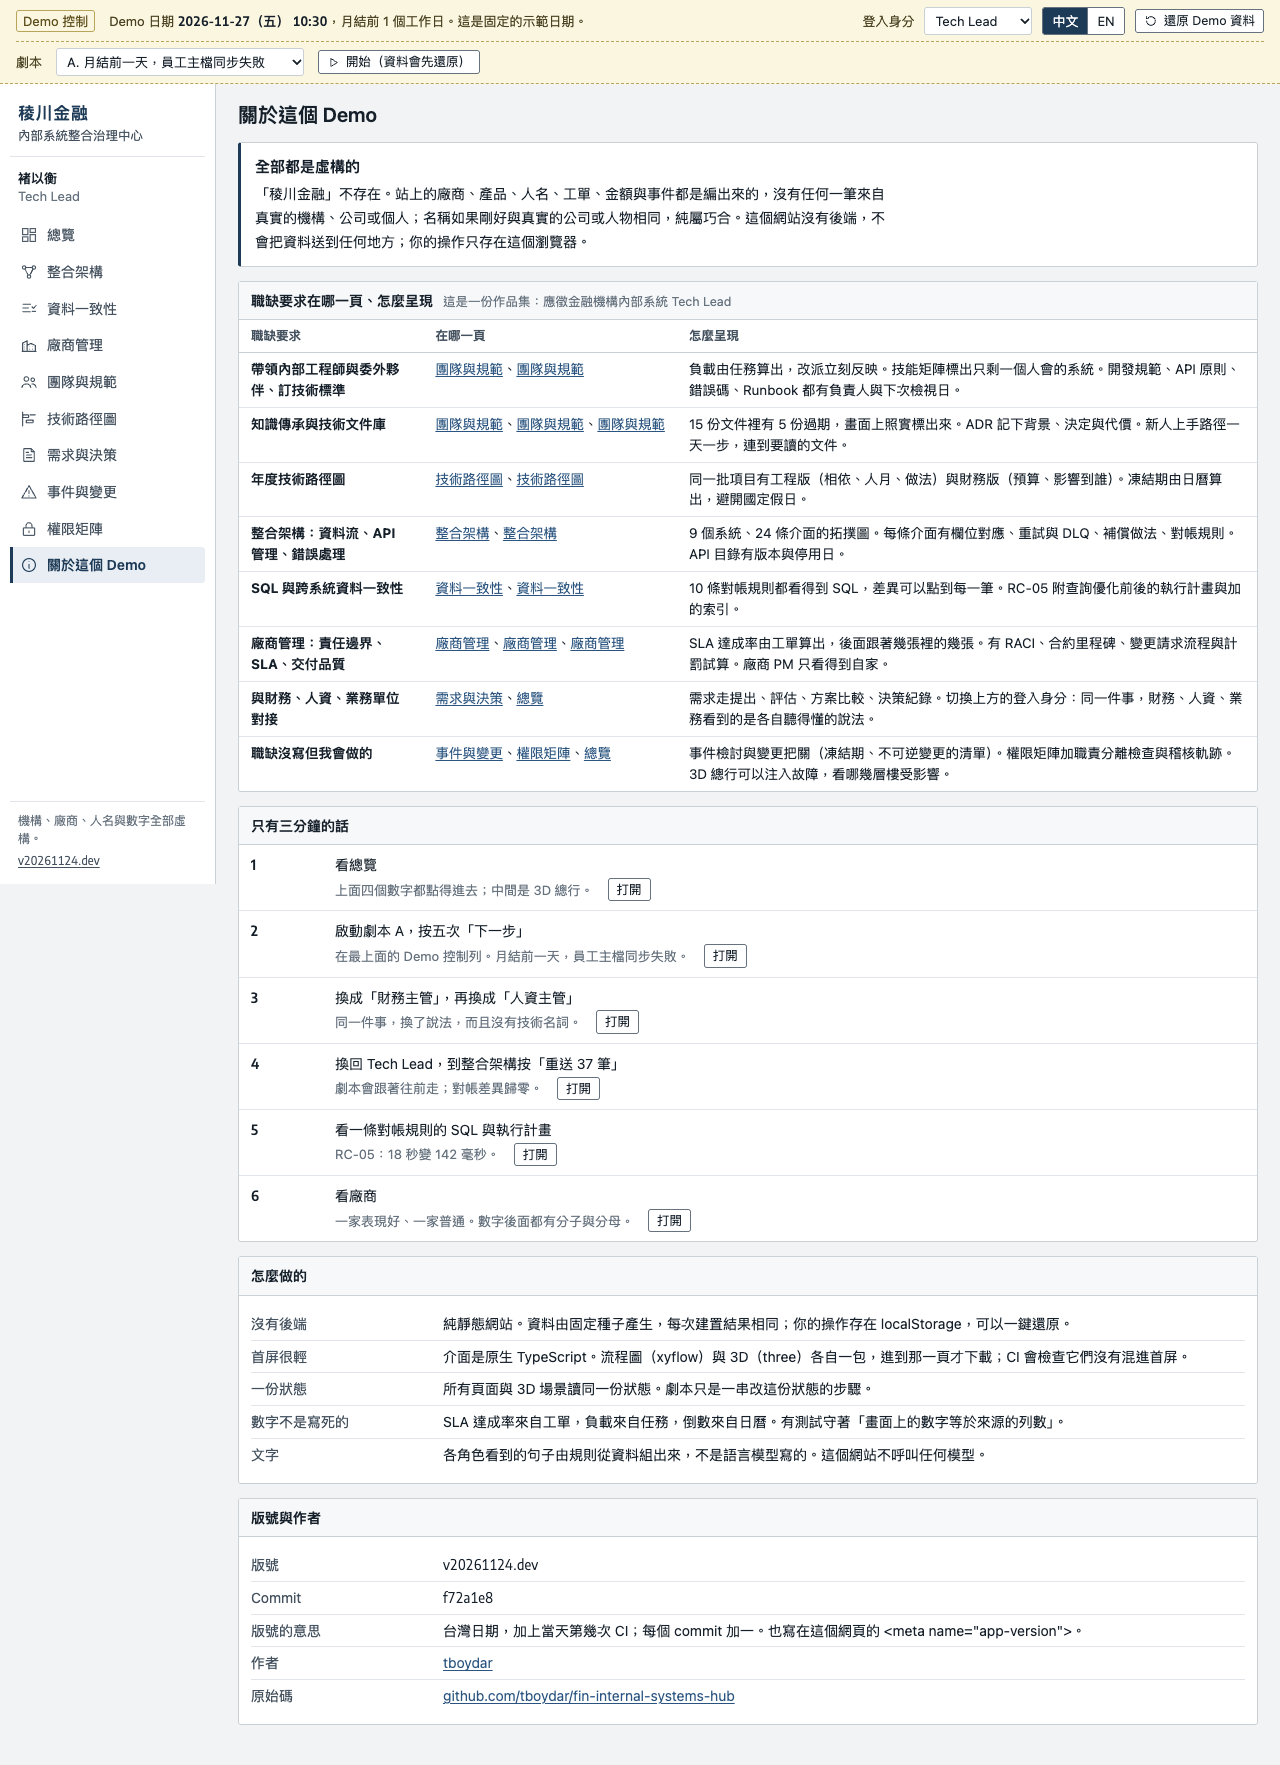 Demo 控制 Demo 日期 2026-11-27（五） 10:30，月結前 1 個工作日。這是固定的示範日期。 登入身分 Tech Lead 中文 EN 還原 Demo 資料
劇本 A. 月結前一天，員工主檔同步失敗 開始（資料會先還原）
稜川金融
內部系統整合治理中心
褚以衡
Tech Lead
總覽
整合架構
資料一致性
廠商管理
團隊與規範
技術路徑圖
需求與決策
事件與變更
權限矩陣
關於這個 Demo
機構、廠商、人名與數字全部虛
構。
v20261124.dev
關於這個 Demo
全部都是虛構的
「稜川金融」不存在。站上的廠商、產品、人名、工單、金額與事件都是編出來的，沒有任何一筆來自
真實的機構、公司或個人；名稱如果剛好與真實的公司或人物相同，純屬巧合。這個網站沒有後端，不
會把資料送到任何地方；你的操作只存在這個瀏覽器。
職缺要求在哪一頁、怎麼呈現 這是一份作品集：應徵金融機構內部系統 Tech Lead
職缺要求 在哪一頁 怎麼呈現
帶領內部工程師與委外夥 團隊與規範、團隊與規範 負載由任務算出，改派立刻反映。技能矩陣標出只剩一個人會的系統。開發規範、API 原則、
伴、訂技術標準 錯誤碼、Runbook 都有負責人與下次檢視日。
知識傳承與技術文件庫 團隊與規範、團隊與規範、團隊與規範 15 份文件裡有 5 份過期，畫面上照實標出來。ADR 記下背景、決定與代價。新人上手路徑一
天一步，連到要讀的文件。
年度技術路徑圖 技術路徑圖、技術路徑圖 同一批項目有工程版（相依、人月、做法）與財務版（預算、影響到誰）。凍結期由日曆算
出，避開國定假日。
整合架構：資料流、API 整合架構、整合架構 9 個系統、24 條介面的拓撲圖。每條介面有欄位對應、重試與 DLQ、補償做法、對帳規則。
管理、錯誤處理 API 目錄有版本與停用日。
SQL 與跨系統資料一致性 資料一致性、資料一致性 10 條對帳規則都看得到 SQL，差異可以點到每一筆。RC-05 附查詢優化前後的執行計畫與加
的索引。
廠商管理：責任邊界、 廠商管理、廠商管理、廠商管理 SLA 達成率由工單算出，後面跟著幾張裡的幾張。有 RACI、合約里程碑、變更請求流程與計
SLA、交付品質 罰試算。廠商 PM 只看得到自家。
與財務、人資、業務單位 需求與決策、總覽 需求走提出、評估、方案比較、決策紀錄。切換上方的登入身分：同一件事，財務、人資、業
對接 務看到的是各自聽得懂的說法。
職缺沒寫但我會做的 事件與變更、權限矩陣、總覽 事件檢討與變更把關（凍結期、不可逆變更的清單）。權限矩陣加職責分離檢查與稽核軌跡。
3D 總行可以注入故障，看哪幾層樓受影響。
只有三分鐘的話
1 看總覽
上面四個數字都點得進去；中間是 3D 總行。 打開
2 啟動劇本 A，按五次「下一步」
在最上面的 Demo 控制列。月結前一天，員工主檔同步失敗。 打開
3 換成「財務主管」，再換成「人資主管」
同一件事，換了說法，而且沒有技術名詞。 打開
4 換回 Tech Lead，到整合架構按「重送 37 筆」
劇本會跟著往前走；對帳差異歸零。 打開
5 看一條對帳規則的 SQL 與執行計畫
RC-05：18 秒變 142 毫秒。 打開
6 看廠商
一家表現好、一家普通。數字後面都有分子與分母。 打開
怎麼做的
沒有後端 純靜態網站。資料由固定種子產生，每次建置結果相同；你的操作存在 localStorage，可以一鍵還原。
首屏很輕 介面是原生 TypeScript。流程圖（xyflow）與 3D（three）各自一包，進到那一頁才下載；CI 會檢查它們沒有混進首屏。
一份狀態 所有頁面與 3D 場景讀同一份狀態。劇本只是一串改這份狀態的步驟。
數字不是寫死的 SLA 達成率來自工單，負載來自任務，倒數來自日曆。有測試守著「畫面上的數字等於來源的列數」。
文字 各角色看到的句子由規則從資料組出來，不是語言模型寫的。這個網站不呼叫任何模型。
版號與作者
版號 v20261124.dev
Commit f72a1e8
版號的意思 台灣日期，加上當天第幾次 CI；每個 commit 加一。也寫在這個網頁的 <meta name="app-version">。
作者 tboydar
原始碼 github.com/tboydar/fin-internal-systems-hub